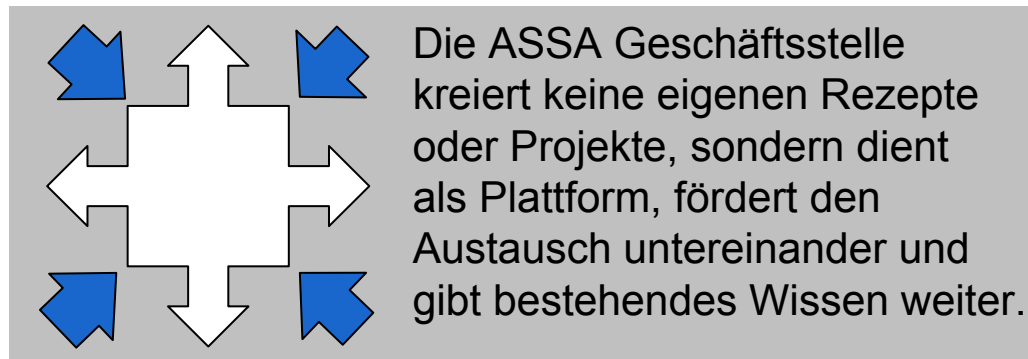 Die ASSA Geschäftsstelle
kreiert keine eigenen Rezepte
oder Projekte, sondern dient
als Plattform, fördert den
Austausch untereinander und
gibt bestehendes Wissen weiter.